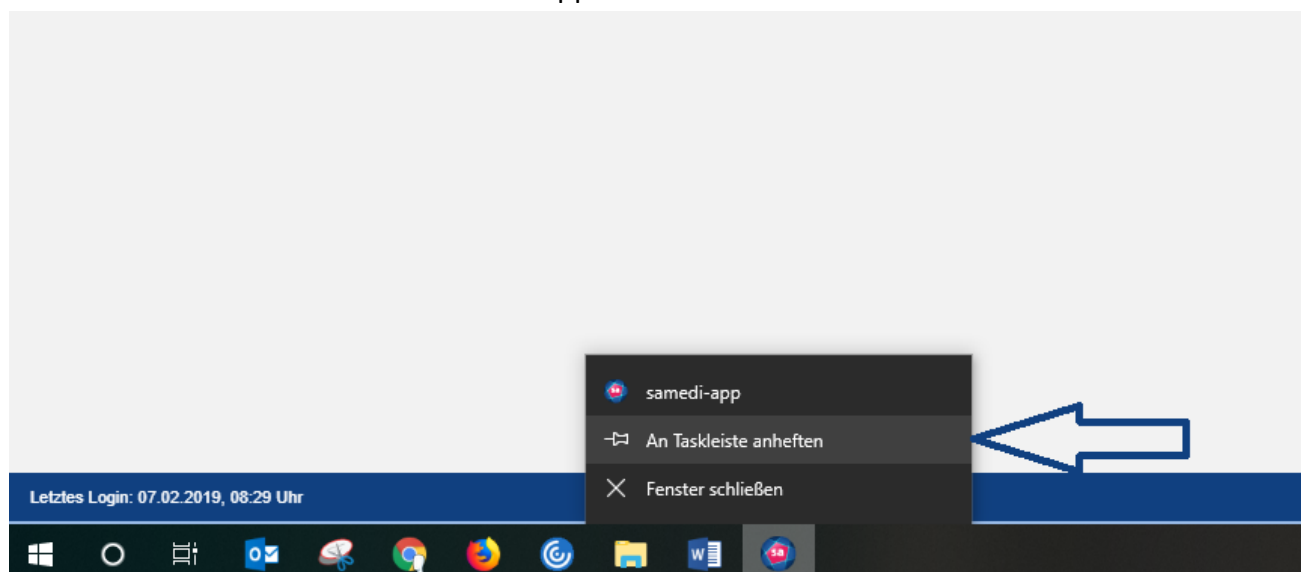 samedi-app
An Taskleiste anheften
Fenster schließen
Letztes Login: 07.02.2019, 08:29 Uhr